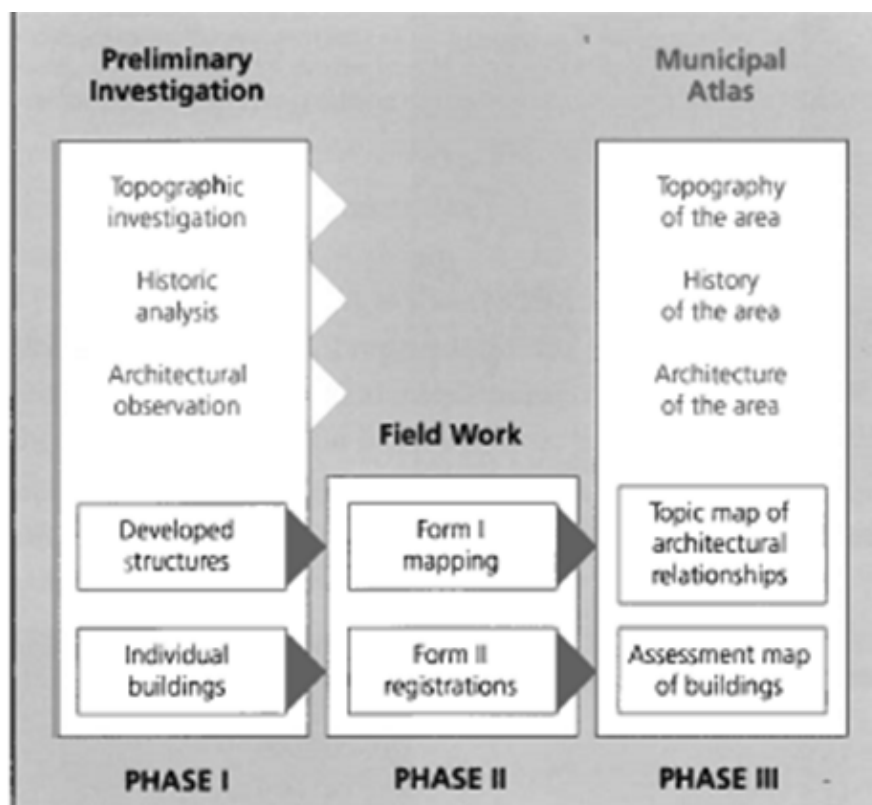 Preliminary
Investigation
Topographic
investigation
Historic
analysis
Architectural
observation
Developed
structures
Individual
buildings
PHASE I
Field Work
Form I
mapping
Form II
registrations
PHASE II
Municipal
Atlas
Topography
of the area
History
of the area
Architecture
of the area
Topic map of
architectural
relationships
Assessment map
of buildings
PHASE III